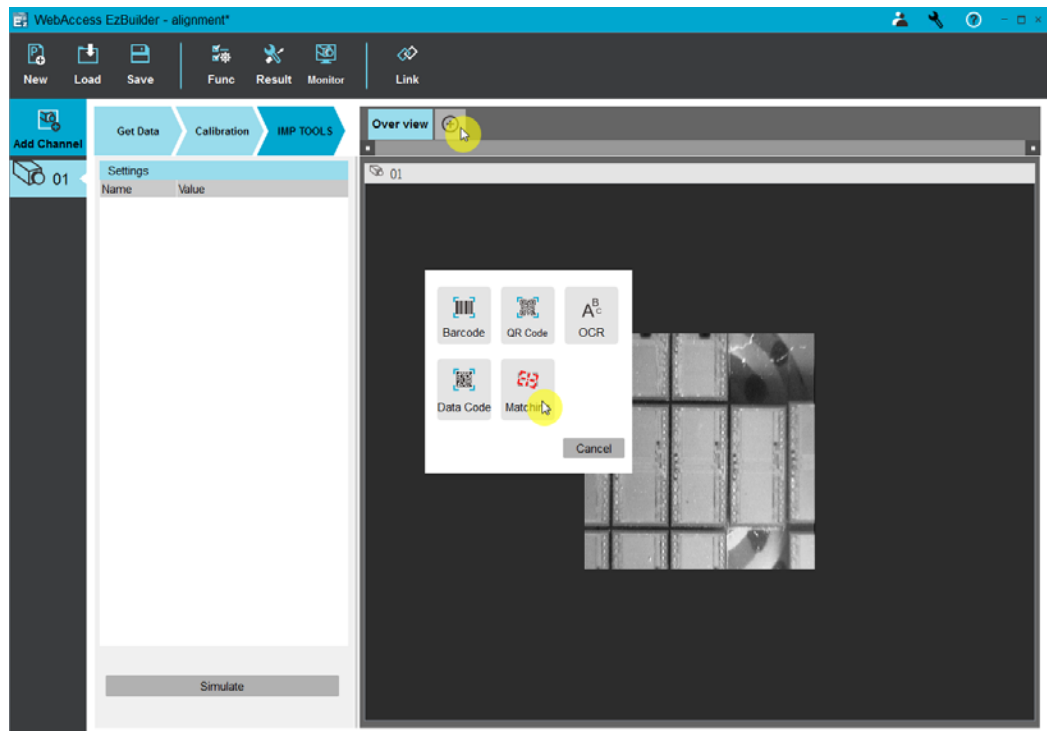 WebAccess EzBuilder - alignment*
New Load Save Func Result Monitor Link
Add Channel
01
Get Data Calibration IMP TOOLS
Settings
Name Value
Simulate
Over view
01
Barcode QR Code OCR
Data Code Matching
Cancel